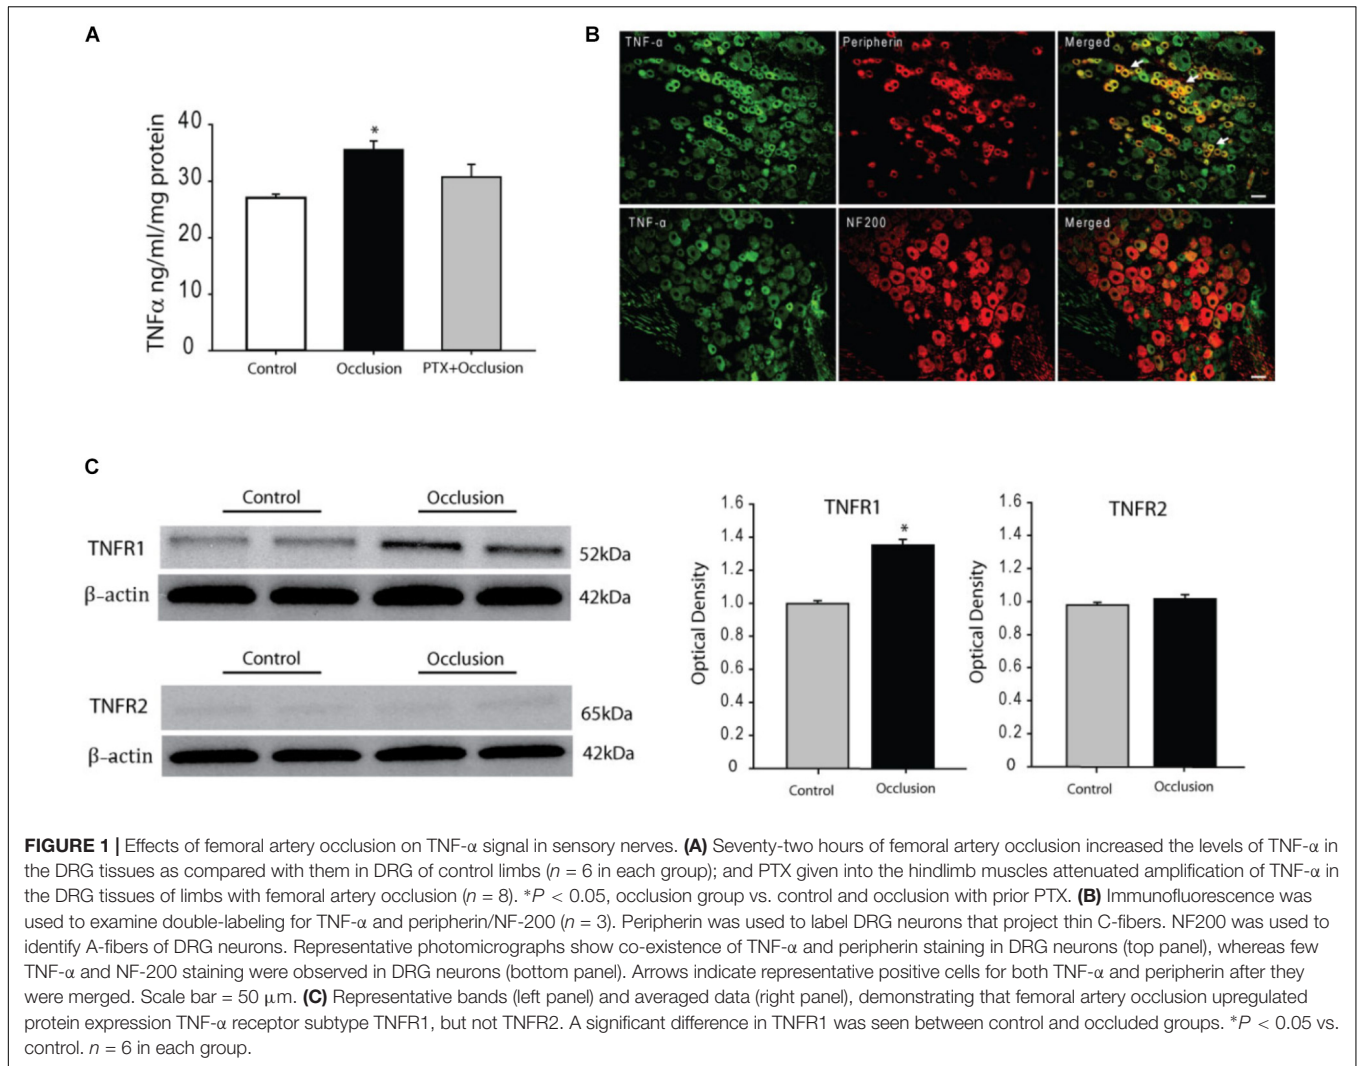 A
TNFα ng/ml/mg protein
40
30
20
10
0
*
Control
Occlusion
PTX+Occlusion
B
TNF-α
Peripherin
Merged
TNF-α
NF200
Merged
C
Control
Occlusion
TNFR1
52kDa
β-actin
42kDa
Control
Occlusion
TNFR2
65kDa
β-actin
42kDa
TNFR1
Optical Density
1.6
1.4
1.2
1.0
0.8
0.6
0.4
0.2
0
*
Control
Occlusion
TNFR2
Optical Density
1.6
1.4
1.2
1.0
0.8
0.6
0.4
0.2
0
Control
Occlusion
FIGURE 1 | Effects of femoral artery occlusion on TNF-α signal in sensory nerves. (A) Seventy-two hours of femoral artery occlusion increased the levels of TNF-α in
the DRG tissues as compared with them in DRG of control limbs (n = 6 in each group); and PTX given into the hindlimb muscles attenuated amplification of TNF-α in
the DRG tissues of limbs with femoral artery occlusion (n = 8). *P < 0.05, occlusion group vs. control and occlusion with prior PTX. (B) Immunofluorescence was
used to examine double-labeling for TNF-α and peripherin/NF-200 (n = 3). Peripherin was used to label DRG neurons that project thin C-fibers. NF200 was used to
identify A-fibers of DRG neurons. Representative photomicrographs show co-existence of TNF-α and peripherin staining in DRG neurons (top panel), whereas few
TNF-α and NF-200 staining were observed in DRG neurons (bottom panel). Arrows indicate representative positive cells for both TNF-α and peripherin after they
were merged. Scale bar = 50 μm. (C) Representative bands (left panel) and averaged data (right panel), demonstrating that femoral artery occlusion upregulated
protein expression TNF-α receptor subtype TNFR1, but not TNFR2. A significant difference in TNFR1 was seen between control and occluded groups. *P < 0.05 vs.
control. n = 6 in each group.